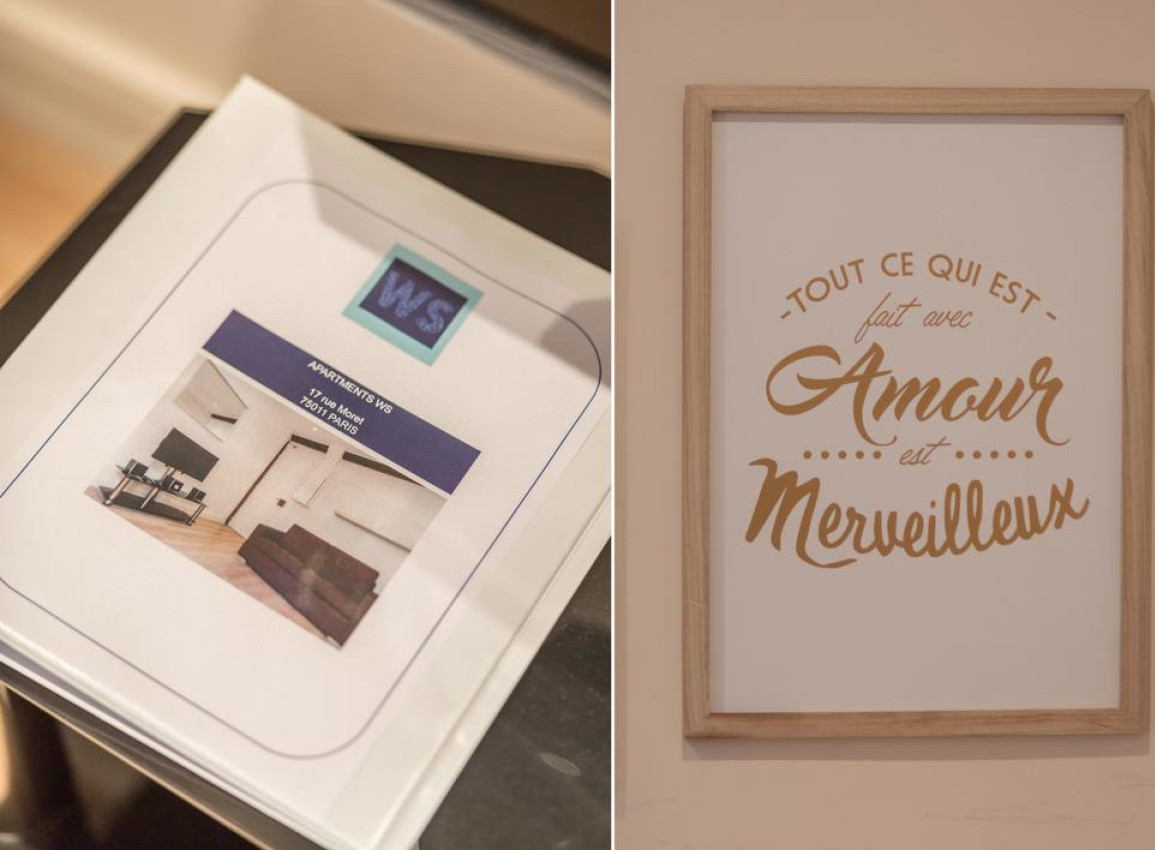 WS
APARTMENTS WS
17 rue Moret
75011 PARIS
-TOUT CE QUI EST-
fait avec
Amour
est
Merveilleux